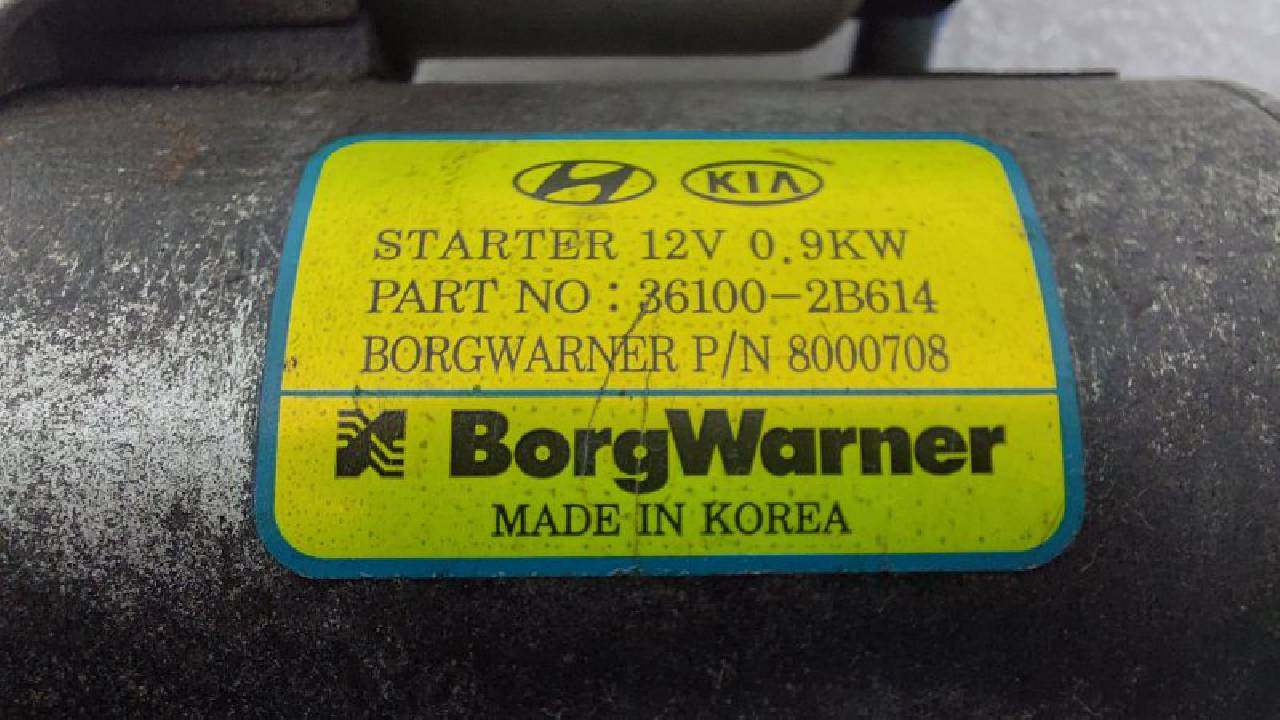 KIA
STARTER 12V 0.9KW
PART NO : 36100-2B614
BORGWARNER P/N 8000708
BorgWarner
MADE IN KOREA